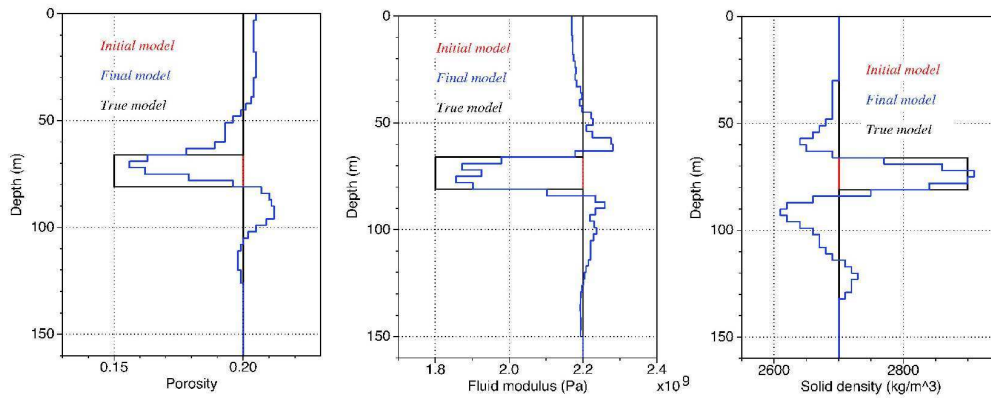 0
50
100
150
Depth (m)
Initial model
Final model
True model
0.15
0.20
Porosity
0
50
100
150
Depth (m)
Initial model
Final model
True model
1.8
2.0
2.2
2.4
Fluid modulus (Pa)
x10^9
0
50
100
150
Depth (m)
Initial model
Final model
True model
2600
2800
Solid density (kg/m^3)